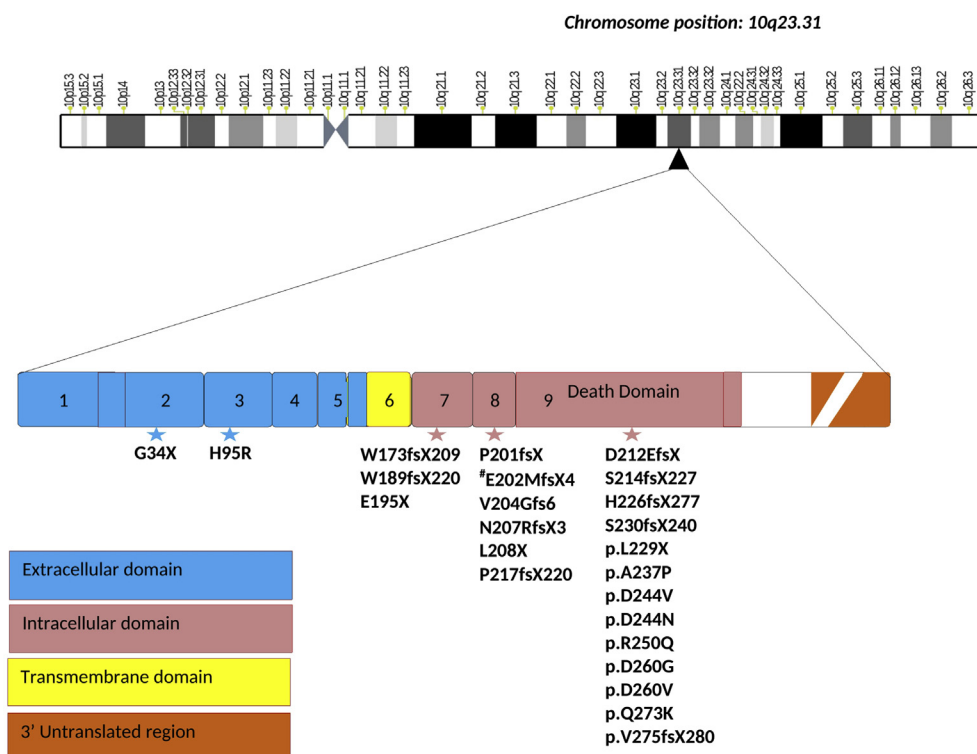 Chromosome position: 10q23.31
10p15.3 10p15.2 10p15.1 10p14 10p13 10p12.33 10p12.32 10p12.31 10p12.2 10p12.1 10p11.23 10p11.22 10p11.21 10p11.1 10q11.1 10q11.21 10q11.22 10q11.23 10q21.1 10q21.2 10q21.3 10q22.1 10q22.2 10q22.3 10q23.1 10q23.2 10q23.31 10q23.32 10q23.32 10q24.1 10q22.2 10q24.31 10q24.32 10q24.33 10q25.1 10q25.2 10q25.3 10q26.11 10q26.12 10q26.13 10q26.2 10q26.3
1 2 3 4 5 6 7 8 9 Death Domain
G34X H95R
W173fsX209
W189fsX220
E195X
P201fsX
#E202MfsX4
V204Gfs6
N207RfsX3
L208X
P217fsX220
D212EfsX
S214fsX227
H226fsX277
S230fsX240
p.L229X
p.A237P
p.D244V
p.D244N
p.R250Q
p.D260G
p.D260V
p.Q273K
p.V275fsX280
Extracellular domain
Intracellular domain
Transmembrane domain
3' Untranslated region